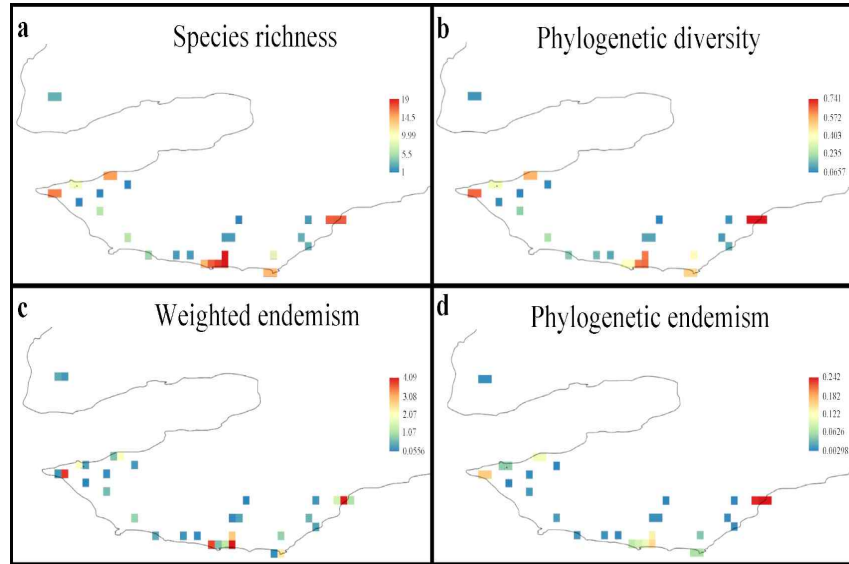 a
Species richness
19
14.5
9.99
5.5
1
b
Phylogenetic diversity
0.741
0.572
0.403
0.235
0.0657
c
Weighted endemism
4.09
3.08
2.07
1.07
0.0556
d
Phylogenetic endemism
0.242
0.182
0.122
0.0626
0.00298